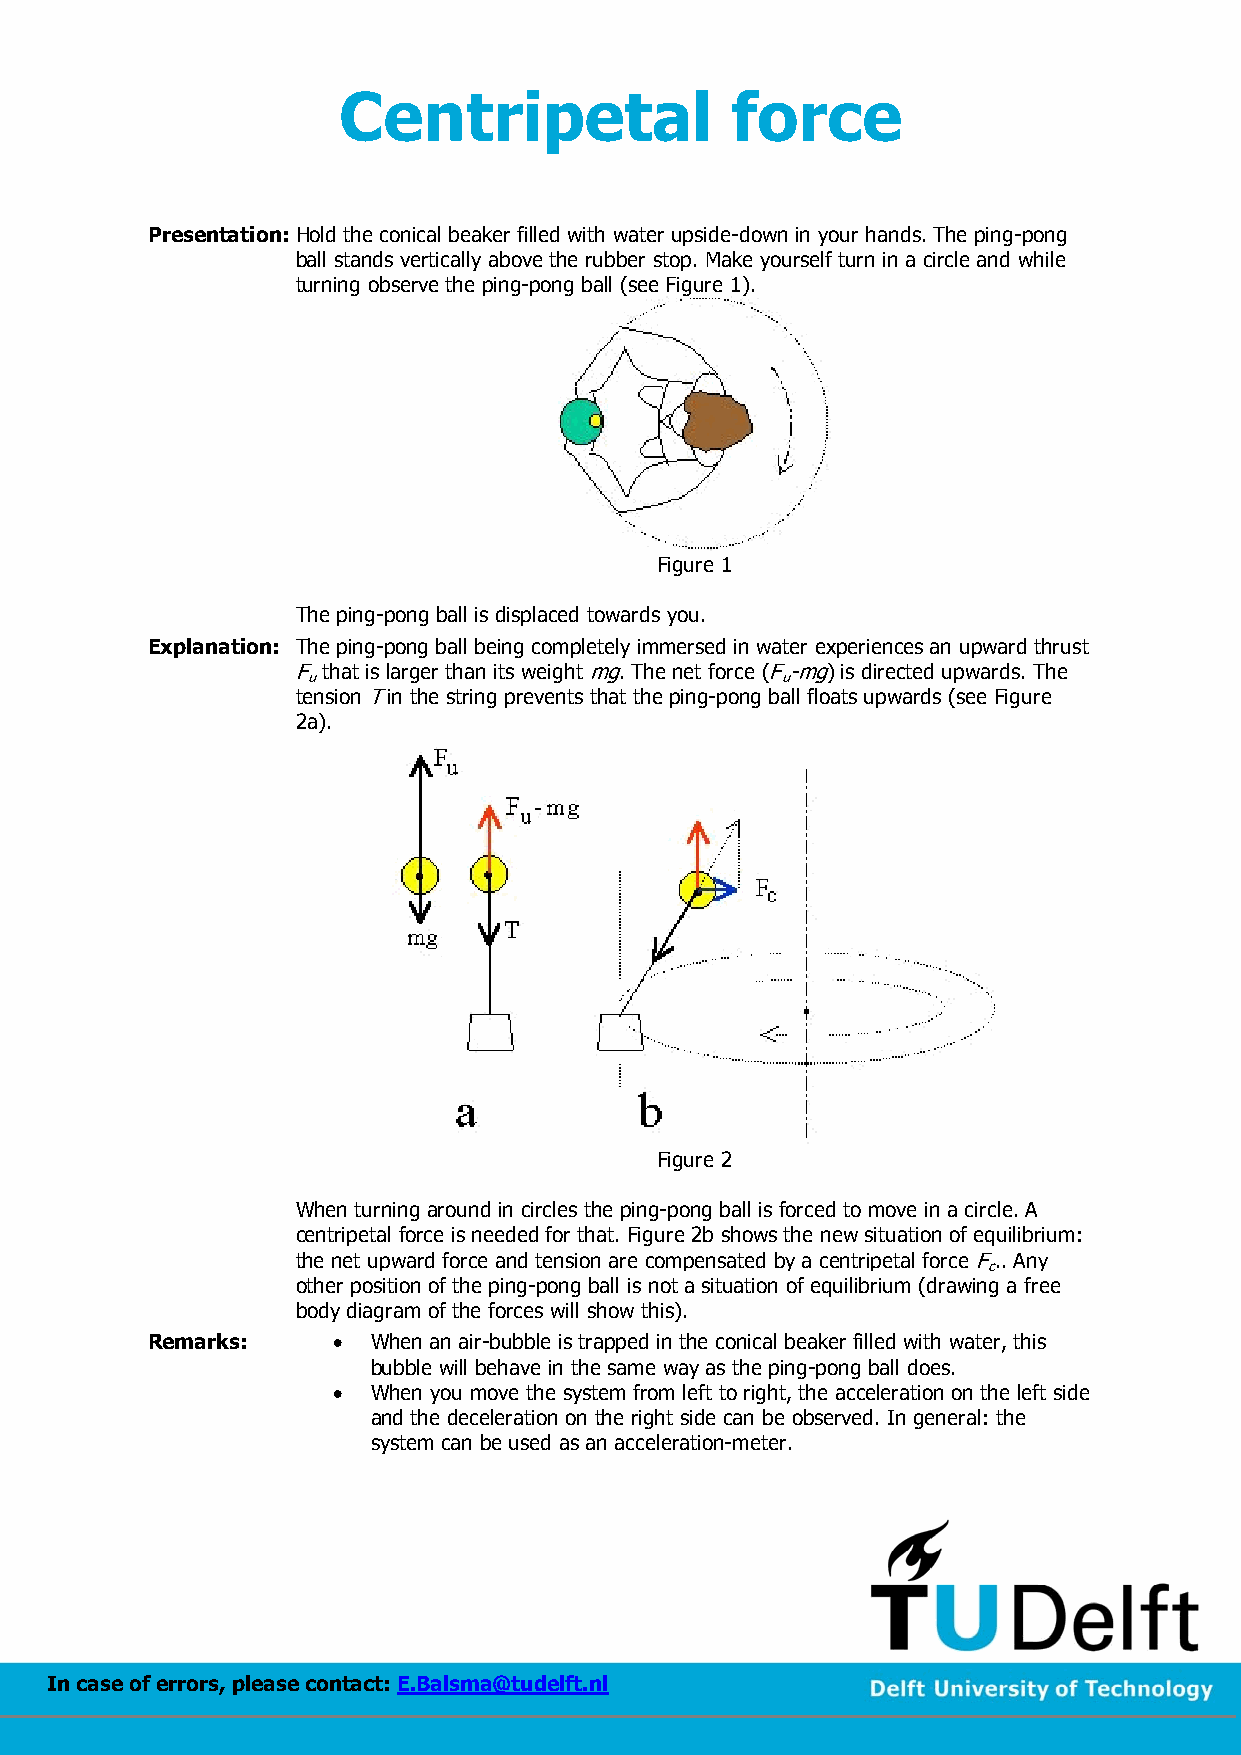 Centripetal force
Presentation: Hold the conical beaker filled with water upside-down in your hands. The ping-pong
ball stands vertically above the rubber stop. Make yourself turn in a circle and while
turning observe the ping-pong ball (see Figure 1).
Figure 1
The ping-pong ball is displaced towards you.
Explanation: The ping-pong ball being completely immersed in water experiences an upward thrust
Fu that is larger than its weight mg. The net force (Fu-mg) is directed upwards. The
tension T in the string prevents that the ping-pong ball floats upwards (see Figure
2a).
Fu
Fu-mg
Fc
T
mg
a b
Figure 2
When turning around in circles the ping-pong ball is forced to move in a circle. A
centripetal force is needed for that. Figure 2b shows the new situation of equilibrium:
the net upward force and tension are compensated by a centripetal force Fc.. Any
other position of the ping-pong ball is not a situation of equilibrium (drawing a free
body diagram of the forces will show this).
Remarks: • When an air-bubble is trapped in the conical beaker filled with water, this
bubble will behave in the same way as the ping-pong ball does.
• When you move the system from left to right, the acceleration on the left side
and the deceleration on the right side can be observed. In general: the
system can be used as an acceleration-meter.
TU Delft
In case of errors, please contact: E.Balsma@tudelft.nl
Delft University of Technology